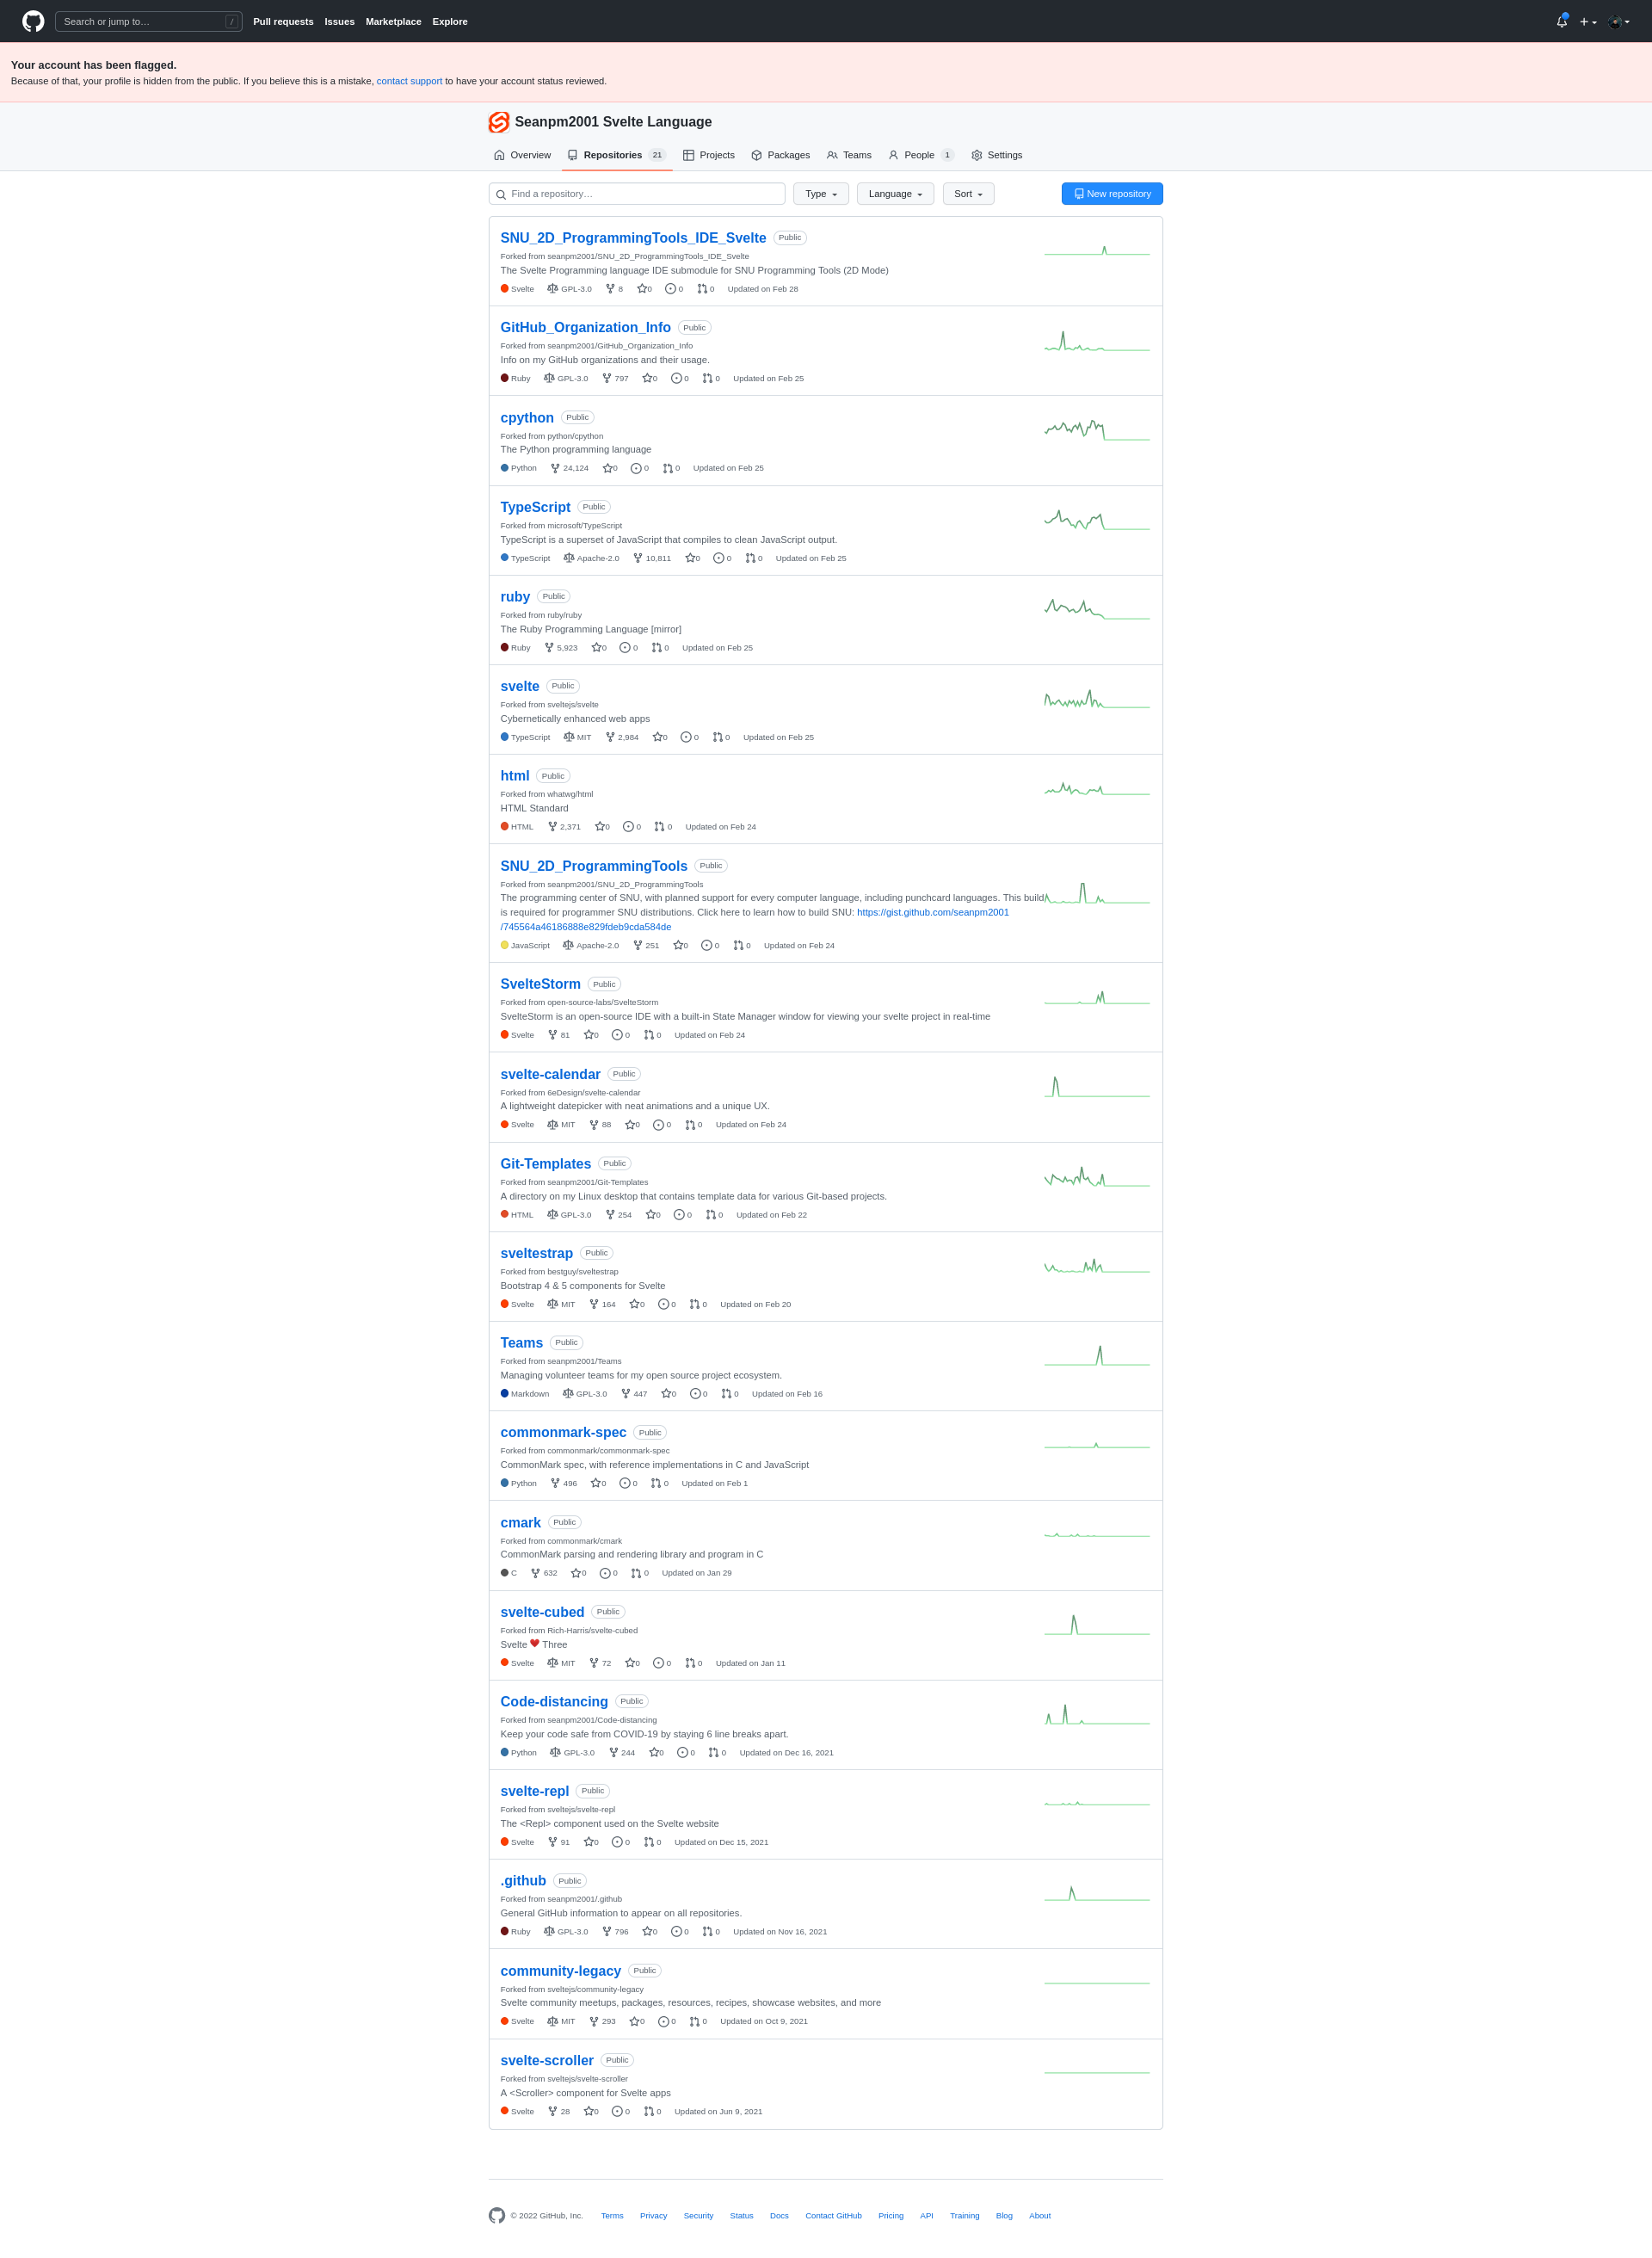 Search or jump to… / Pull requests Issues Marketplace Explore
Your account has been flagged.
Because of that, your profile is hidden from the public. If you believe this is a mistake, contact support to have your account status reviewed.
Seanpm2001 Svelte Language
Overview Repositories 21 Projects Packages Teams People 1 Settings
Find a repository… Type Language Sort New repository
SNU_2D_ProgrammingTools_IDE_Svelte Public
Forked from seanpm2001/SNU_2D_ProgrammingTools_IDE_Svelte
The Svelte Programming language IDE submodule for SNU Programming Tools (2D Mode)
Svelte GPL-3.0 8 0 0 0 Updated on Feb 28
GitHub_Organization_Info Public
Forked from seanpm2001/GitHub_Organization_Info
Info on my GitHub organizations and their usage.
Ruby GPL-3.0 797 0 0 0 Updated on Feb 25
cpython Public
Forked from python/cpython
The Python programming language
Python 24,124 0 0 0 Updated on Feb 25
TypeScript Public
Forked from microsoft/TypeScript
TypeScript is a superset of JavaScript that compiles to clean JavaScript output.
TypeScript Apache-2.0 10,811 0 0 0 Updated on Feb 25
ruby Public
Forked from ruby/ruby
The Ruby Programming Language [mirror]
Ruby 5,923 0 0 0 Updated on Feb 25
svelte Public
Forked from sveltejs/svelte
Cybernetically enhanced web apps
TypeScript MIT 2,984 0 0 0 Updated on Feb 25
html Public
Forked from whatwg/html
HTML Standard
HTML 2,371 0 0 0 Updated on Feb 24
SNU_2D_ProgrammingTools Public
Forked from seanpm2001/SNU_2D_ProgrammingTools
The programming center of SNU, with planned support for every computer language, including punchcard languages. This build
is required for programmer SNU distributions. Click here to learn how to build SNU: https://gist.github.com/seanpm2001
/745564a46186888e829fdeb9cda584de
JavaScript Apache-2.0 251 0 0 0 Updated on Feb 24
SvelteStorm Public
Forked from open-source-labs/SvelteStorm
SvelteStorm is an open-source IDE with a built-in State Manager window for viewing your svelte project in real-time
Svelte 81 0 0 0 Updated on Feb 24
svelte-calendar Public
Forked from 6eDesign/svelte-calendar
A lightweight datepicker with neat animations and a unique UX.
Svelte MIT 88 0 0 0 Updated on Feb 24
Git-Templates Public
Forked from seanpm2001/Git-Templates
A directory on my Linux desktop that contains template data for various Git-based projects.
HTML GPL-3.0 254 0 0 0 Updated on Feb 22
sveltestrap Public
Forked from bestguy/sveltestrap
Bootstrap 4 & 5 components for Svelte
Svelte MIT 164 0 0 0 Updated on Feb 20
Teams Public
Forked from seanpm2001/Teams
Managing volunteer teams for my open source project ecosystem.
Markdown GPL-3.0 447 0 0 0 Updated on Feb 16
commonmark-spec Public
Forked from commonmark/commonmark-spec
CommonMark spec, with reference implementations in C and JavaScript
Python 496 0 0 0 Updated on Feb 1
cmark Public
Forked from commonmark/cmark
CommonMark parsing and rendering library and program in C
C 632 0 0 0 Updated on Jan 29
svelte-cubed Public
Forked from Rich-Harris/svelte-cubed
Svelte ❤ Three
Svelte MIT 72 0 0 0 Updated on Jan 11
Code-distancing Public
Forked from seanpm2001/Code-distancing
Keep your code safe from COVID-19 by staying 6 line breaks apart.
Python GPL-3.0 244 0 0 0 Updated on Dec 16, 2021
svelte-repl Public
Forked from sveltejs/svelte-repl
The <Repl> component used on the Svelte website
Svelte 91 0 0 0 Updated on Dec 15, 2021
.github Public
Forked from seanpm2001/.github
General GitHub information to appear on all repositories.
Ruby GPL-3.0 796 0 0 0 Updated on Nov 16, 2021
community-legacy Public
Forked from sveltejs/community-legacy
Svelte community meetups, packages, resources, recipes, showcase websites, and more
Svelte MIT 293 0 0 0 Updated on Oct 9, 2021
svelte-scroller Public
Forked from sveltejs/svelte-scroller
A <Scroller> component for Svelte apps
Svelte 28 0 0 0 Updated on Jun 9, 2021
© 2022 GitHub, Inc. Terms Privacy Security Status Docs Contact GitHub Pricing API Training Blog About